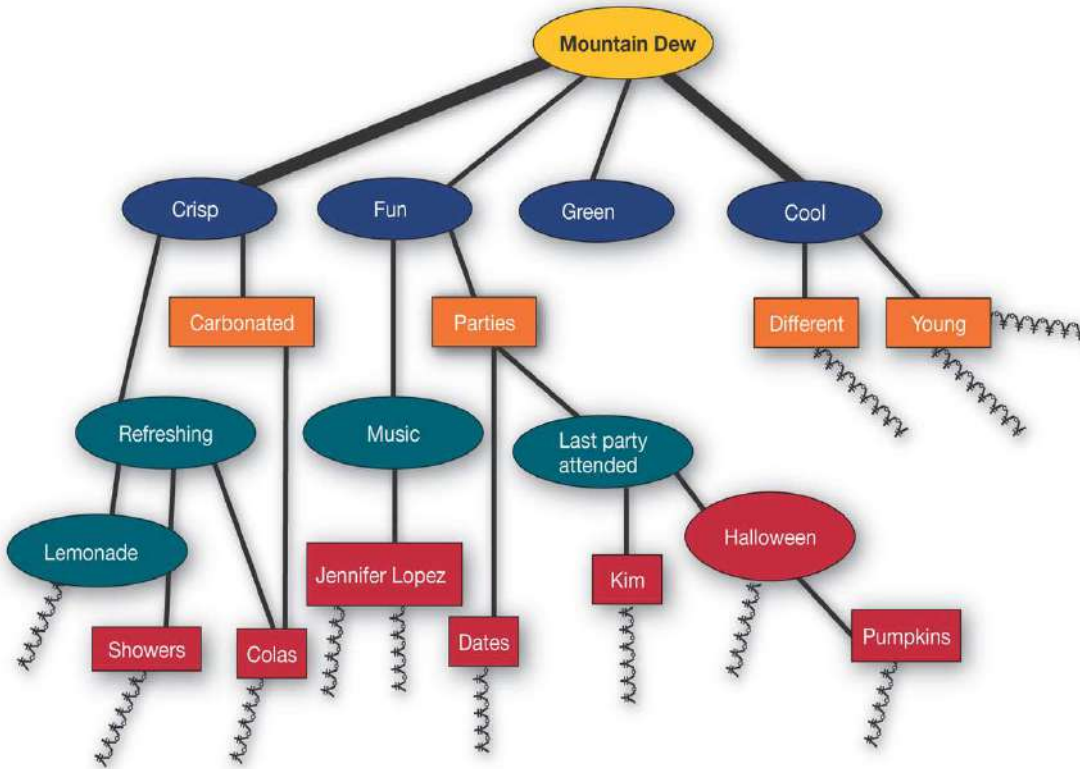 Mountain Dew
Crisp
Fun
Green
Cool
Carbonated
Parties
Different
Young
Refreshing
Music
Last party
attended
Lemonade
Halloween
Jennifer Lopez
Kim
Showers
Colas
Dates
Pumpkins